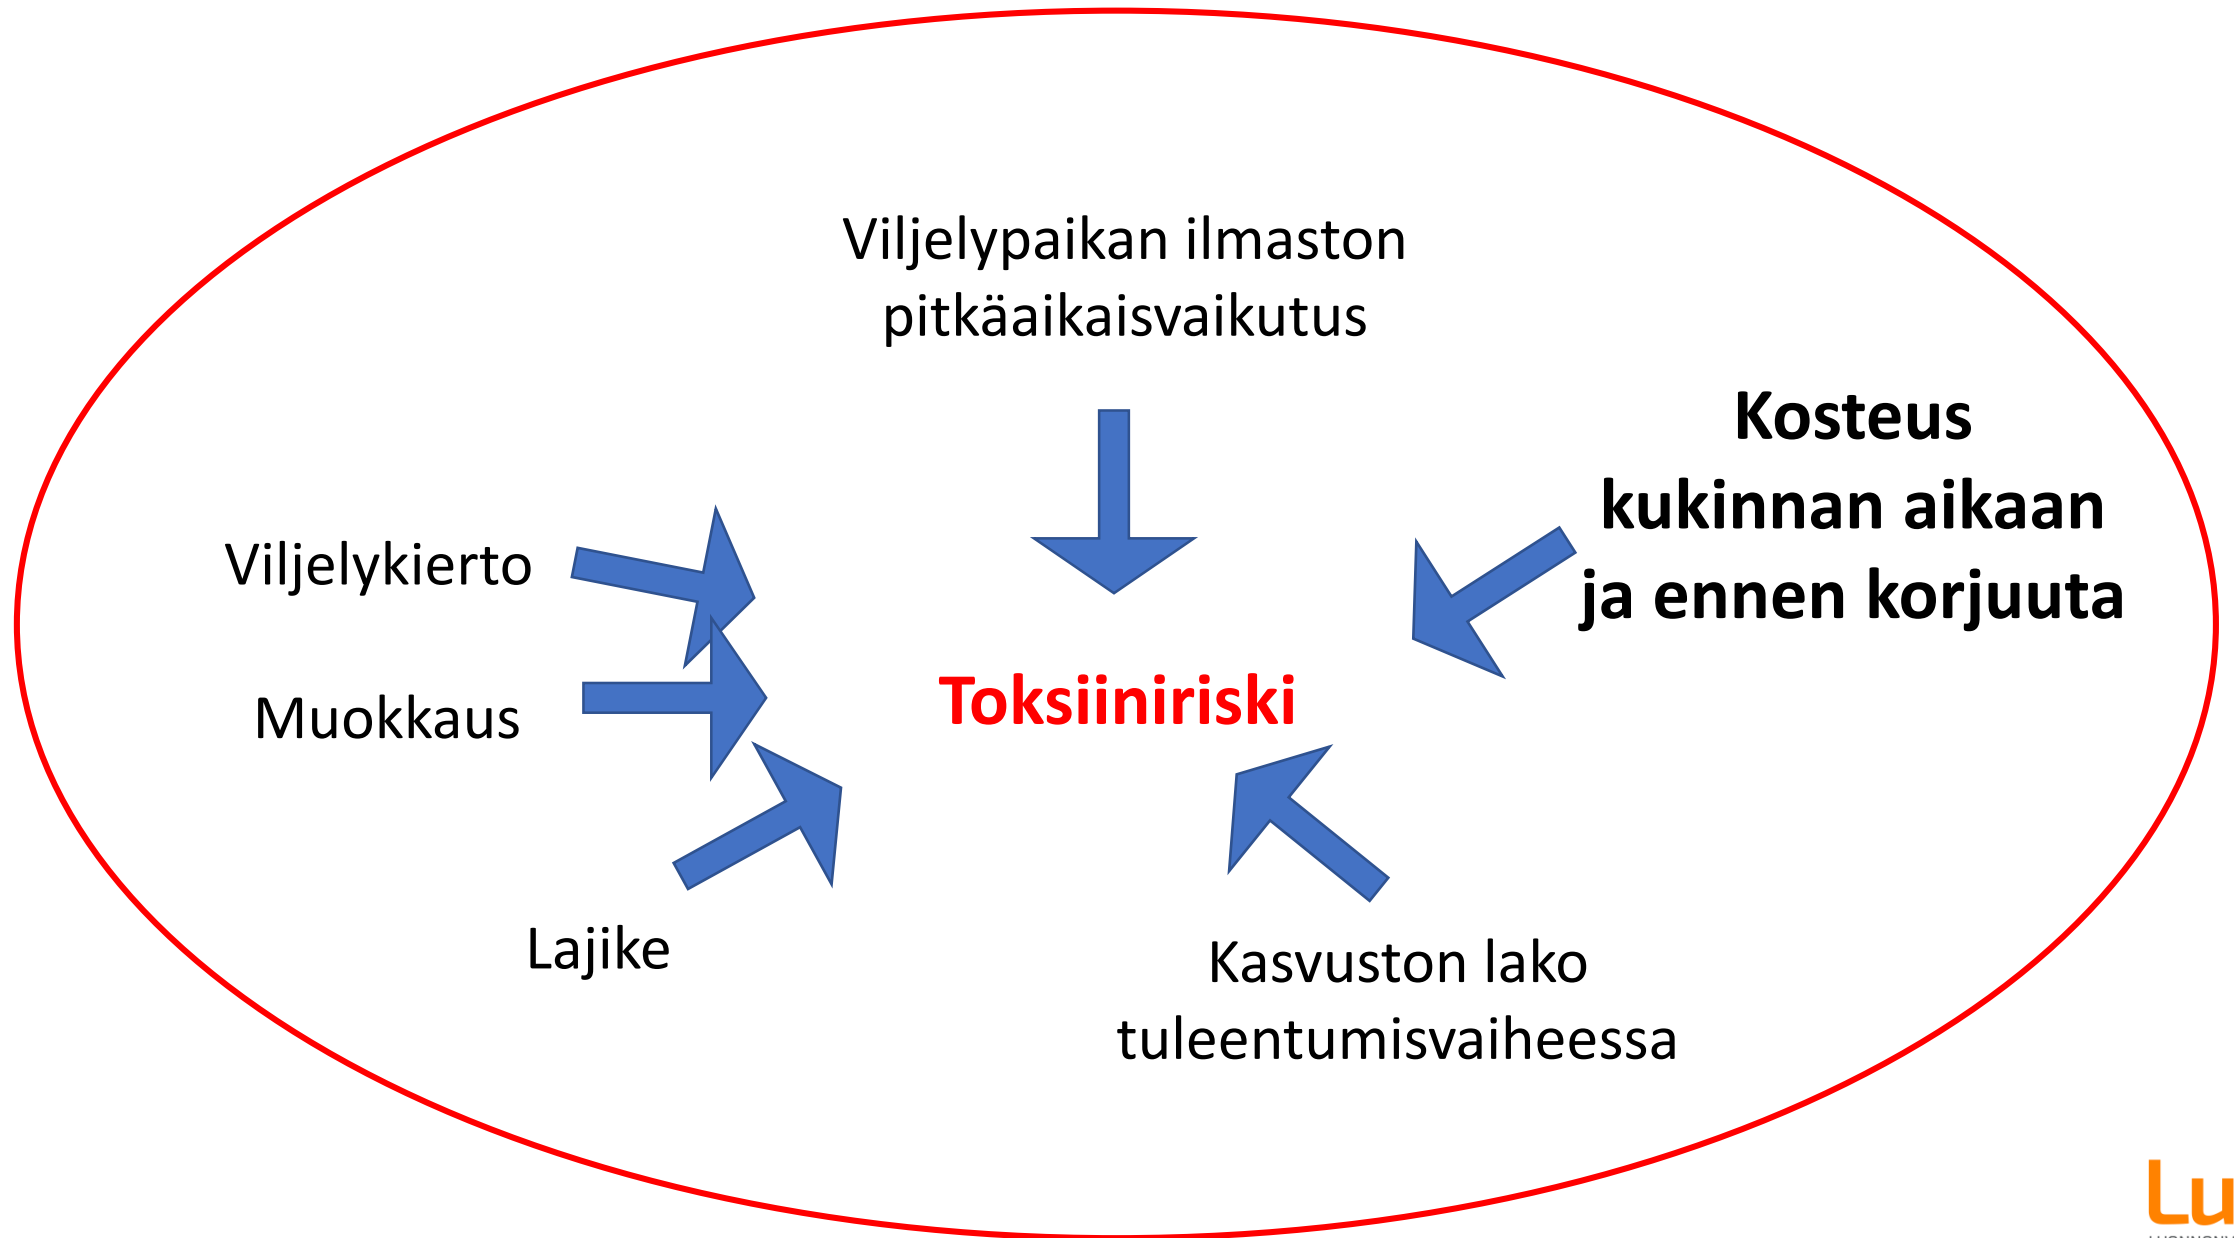 Viljelypaikan ilmaston
pitkäaikaisvaikutus
Kosteus
kukinnan aikaan
ja ennen korjuuta
Viljelykierto
Muokkaus
Toksiiniriski
Lajike
Kasvuston lako
tuleentumisvaiheessa
Lu